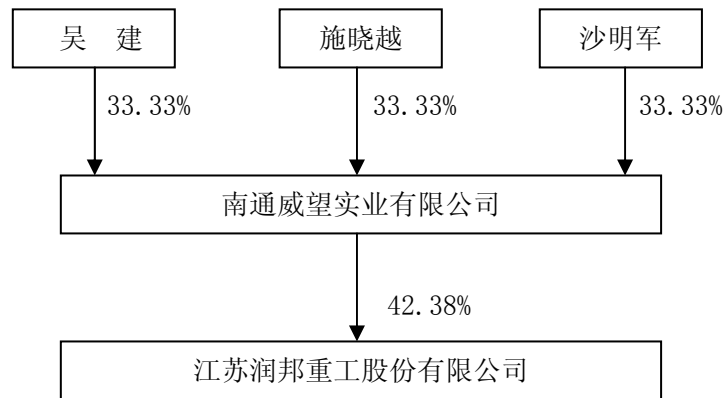 吴　建 施晓越 沙明军
33.33% 33.33% 33.33%
南通威望实业有限公司
42.38%
江苏润邦重工股份有限公司